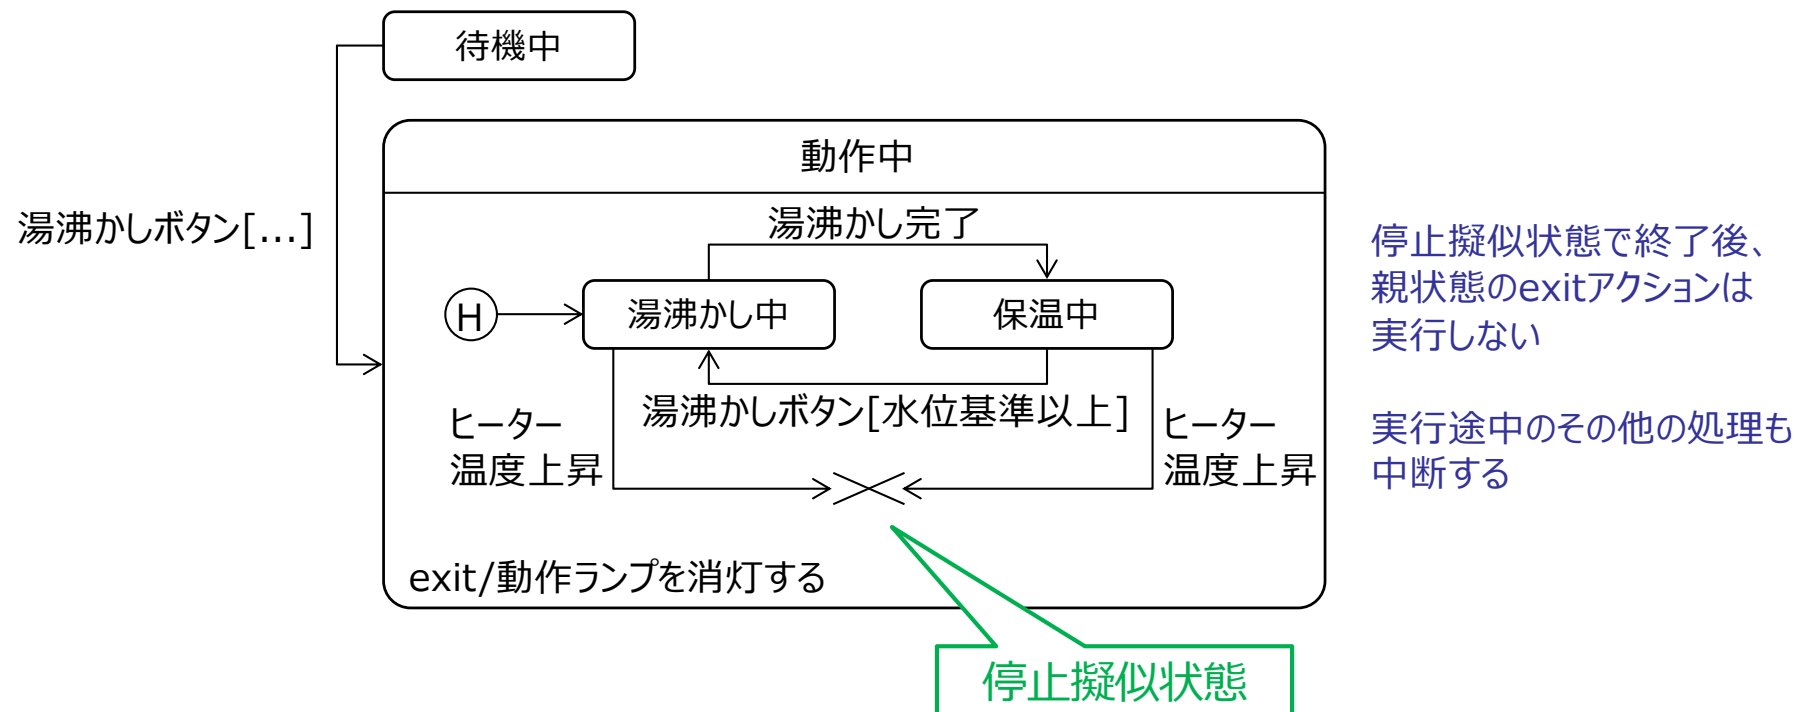 待機中
動作中
湯沸かしボタン[…]
湯沸かし完了
H
湯沸かし中
保温中
湯沸かしボタン[水位基準以上]
ヒーター
温度上昇
ヒーター
温度上昇
exit/動作ランプを消灯する
停止擬似状態
停止擬似状態で終了後、
親状態のexitアクションは
実行しない
実行途中のその他の処理も
中断する